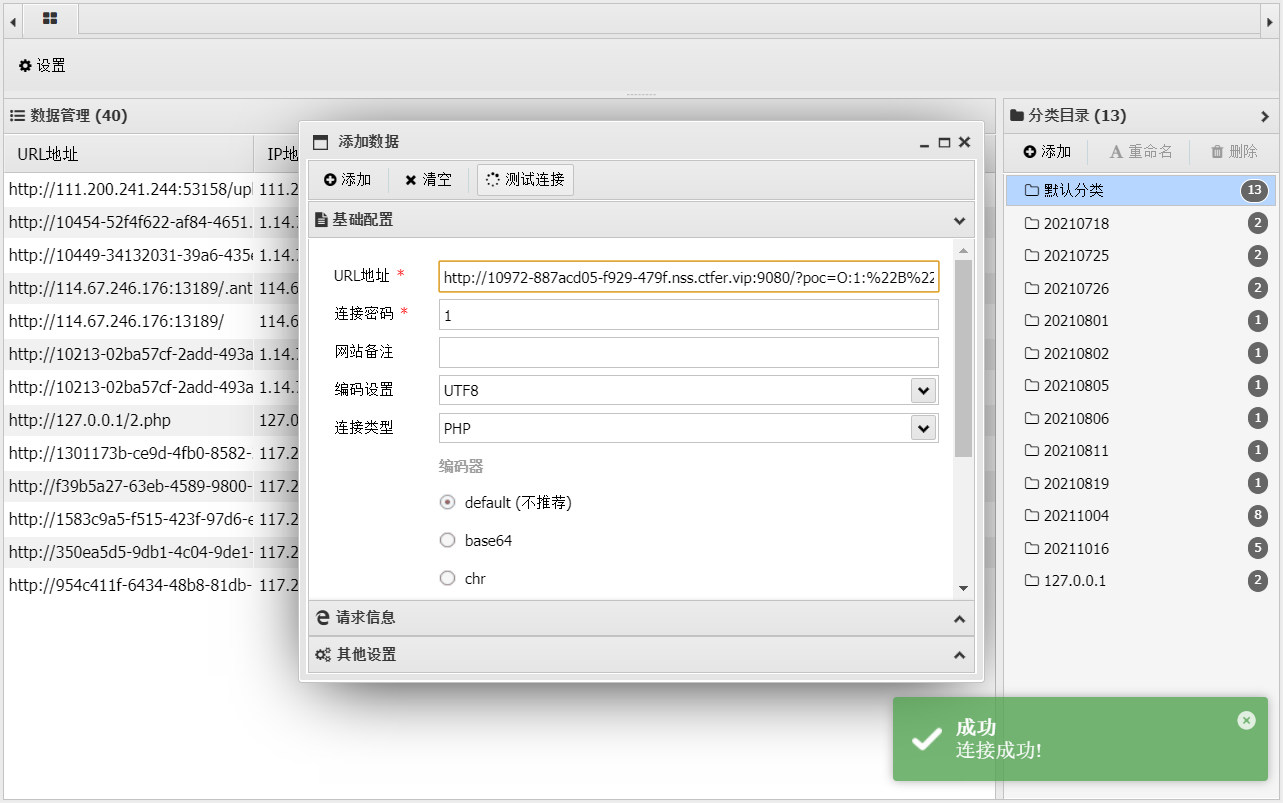 设置
数据管理 (40)
URL地址 IP地
http://111.200.241.244:53158/upl 111.2
http://10454-52f4f622-af84-4651. 1.14.7
http://10449-34132031-39a6-435e 1.14.7
http://114.67.246.176:13189/.ant 114.6
http://114.67.246.176:13189/ 114.6
http://10213-02ba57cf-2add-493a 1.14.7
http://10213-02ba57cf-2add-493a 1.14.7
http://127.0.0.1/2.php 127.0
http://1301173b-ce9d-4fb0-8582- 117.2
http://f39b5a27-63eb-4589-9800- 117.2
http://1583c9a5-f515-423f-97d6-e 117.2
http://350ea5d5-9db1-4c04-9de1- 117.2
http://954c411f-6434-48b8-81db- 117.2
添加数据
添加 清空 测试连接
基础配置
URL地址 *
http://10972-887acd05-f929-479f.nss.ctfer.vip:9080/?poc=O:1:%22B%22
连接密码 *
1
网站备注
编码设置
UTF8
连接类型
PHP
编码器
default (不推荐)
base64
chr
请求信息
其他设置
分类目录 (13)
添加 重命名 删除
默认分类 13
20210718 2
20210725 2
20210726 2
20210801 1
20210802 1
20210805 1
20210806 1
20210811 1
20210819 1
20211004 8
20211016 5
127.0.0.1 2
成功
连接成功!